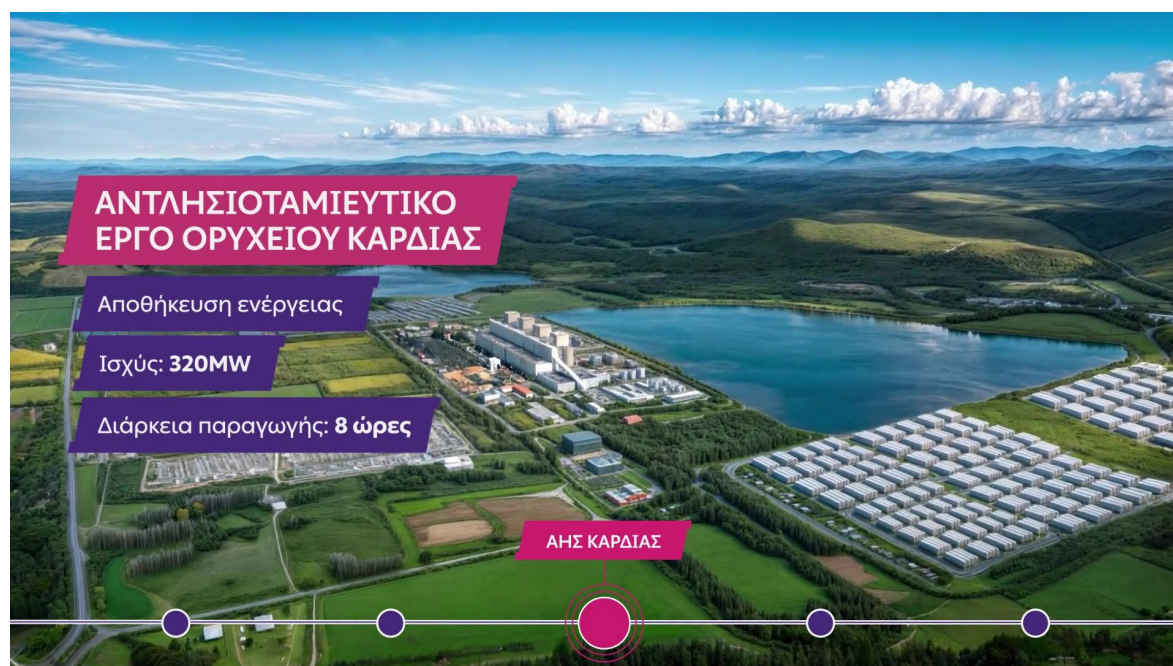 ΑΝΤΛΗΣΙΟΤΑΜΙΕΥΤΙΚΟ
ΕΡΓΟ ΟΡΥΧΕΙΟΥ ΚΑΡΔΙΑΣ
Αποθήκευση ενέργειας
Ισχύς: 320MW
Διάρκεια παραγωγής: 8 ώρες
ΑΗΣ ΚΑΡΔΙΑΣ